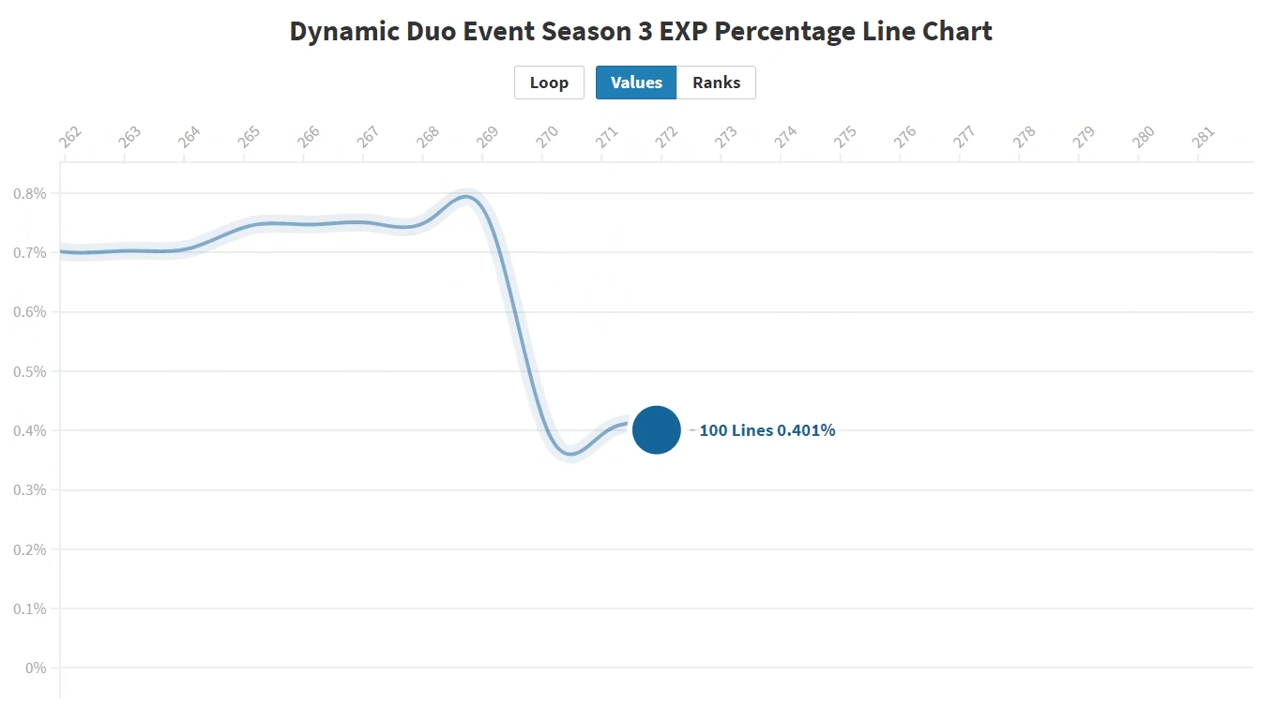 Dynamic Duo Event Season 3 EXP Percentage Line Chart
Loop Values Ranks
262 263 264 265 266 267 268 269 270 271 272 273 274 275 276 277 278 279 280 281
0.8%
0.7%
0.6%
0.5%
0.4%
100 Lines 0.401%
0.3%
0.2%
0.1%
0%